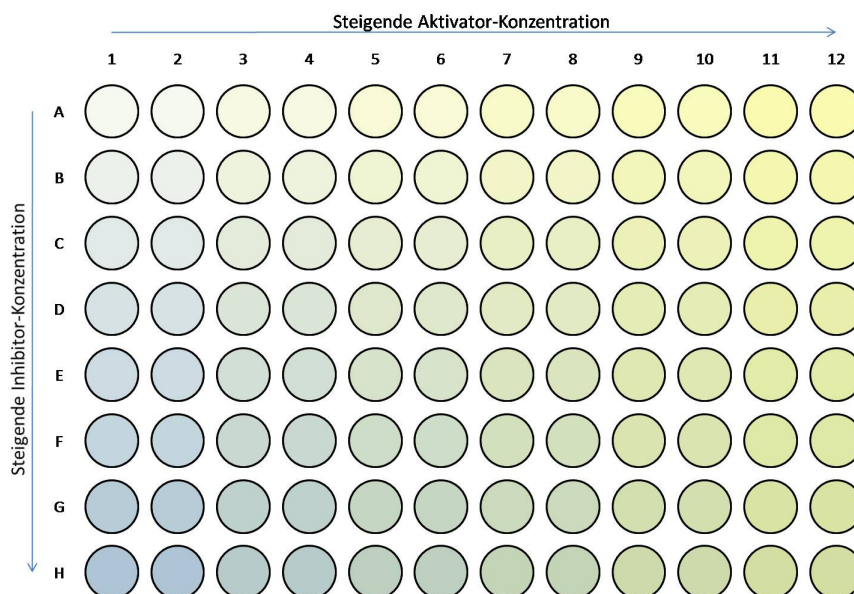 Steigende Aktivator-Konzentration
1 2 3 4 5 6 7 8 9 10 11 12
A
B
C
D
E
F
G
H
Steigende Inhibitor-Konzentration